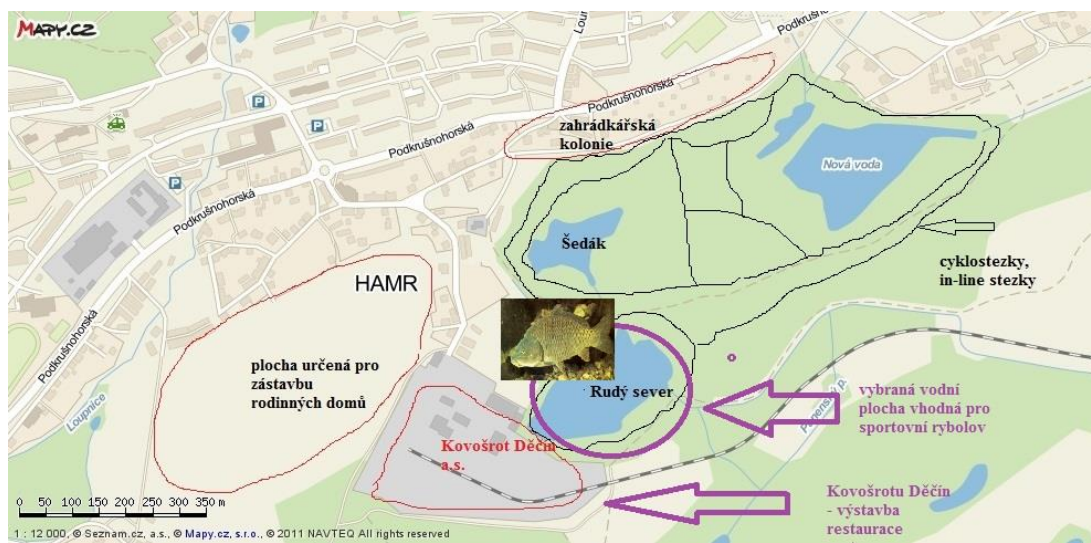 MAPY.CZ
Podkrušnohorská
zahrádkářská
kolonie
Podkrušnohorská
Nová voda
Podkrušnohorská
Šedák
cyklostezky,
in-line stezky
HAMR
plocha určená pro
zástavbu
rodinných domů
Rudý sever
vybraná vodní
plocha vhodná pro
sportovní rybolov
Podkrušnohorská
Loupnice
Kovošrot Děčín
a.s.
Kovošrotu Děčín
- výstavba
restaurace
0 50 100 150 200 250 300 350 m
1 : 12 000, © Seznam.cz, a.s., © Mapy.cz, s.r.o., © 2011 NAVTEQ All rights reserved